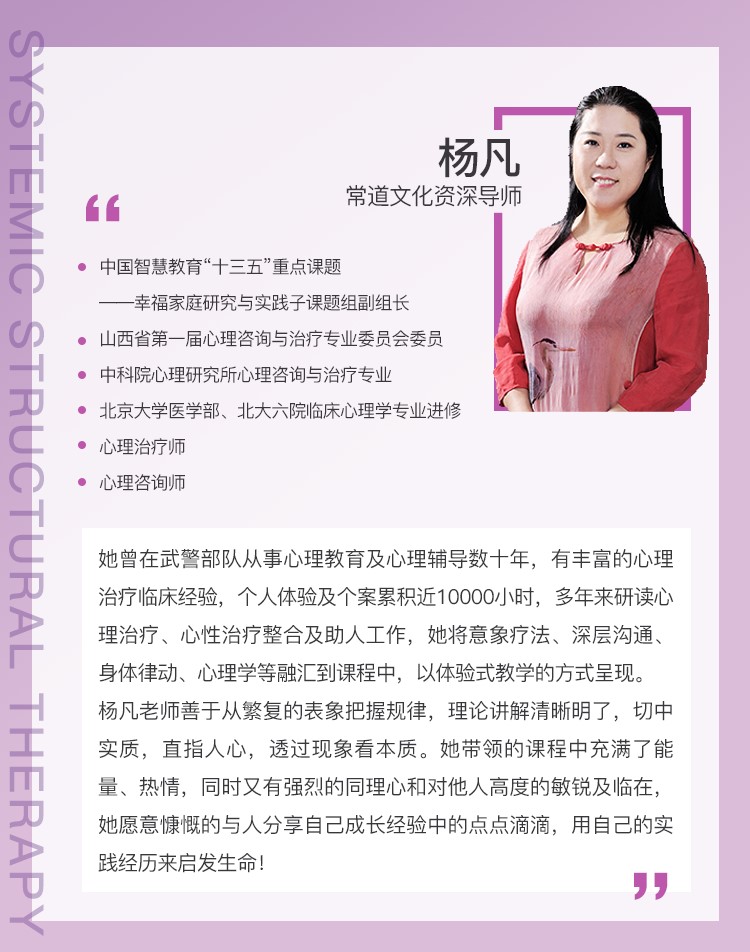 SYSTEMIC STRUCTURAL THERAPY
杨凡
常道文化资深导师
中国智慧教育“十三五”重点课题
——幸福家庭研究与实践子课题组副组长
山西省第一届心理咨询与治疗专业委员会委员
中科院心理研究所心理咨询与治疗专业
北京大学医学部、北大六院临床心理学专业进修
心理治疗师
心理咨询师
她曾在武警部队从事心理教育及心理辅导数十年，有丰富的心理
治疗临床经验，个人体验及个案累积近10000小时，多年来研读心
理治疗、心性治疗整合及助人工作，她将意象疗法、深层沟通、
身体律动、心理学等融汇到课程中，以体验式教学的方式呈现。
杨凡老师善于从繁复的表象把握规律，理论讲解清晰明了，切中
实质，直指人心，透过现象看本质。她带领的课程中充满了能
量、热情，同时又有强烈的同理心和对他人高度的敏锐及临在，
她愿意慷慨的与人分享自己成长经验中的点点滴滴，用自己的实
践经历来启发生命！